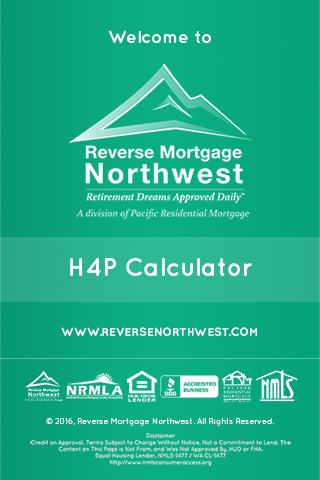 Welcome to
Reverse Mortgage
Northwest
Retirement Dreams Approved Daily™
A division of Pacific Residential Mortgage
H4P Calculator
WWW.REVERSENORTHWEST.COM
Reverse Mortgage
Northwest
NRMLA
EQUAL HOUSING
LENDER
BBB
ACCREDITED
BUSINESS
PACIFIC
RESIDENTIAL
MORTGAGE
NMLS
© 2016, Reverse Mortgage Northwest. All Rights Reserved.
Disclaimer
Credit on Approval, Terms Subject to Change Without Notice, Not a Commitment to Lend. The
Content on This Page is Not From, and Was Not Approved By, HUD or FHA.
Equal Housing Lender, NMLS-1477 / WA CL-1477
http://www.nmlsconsumeraccess.org